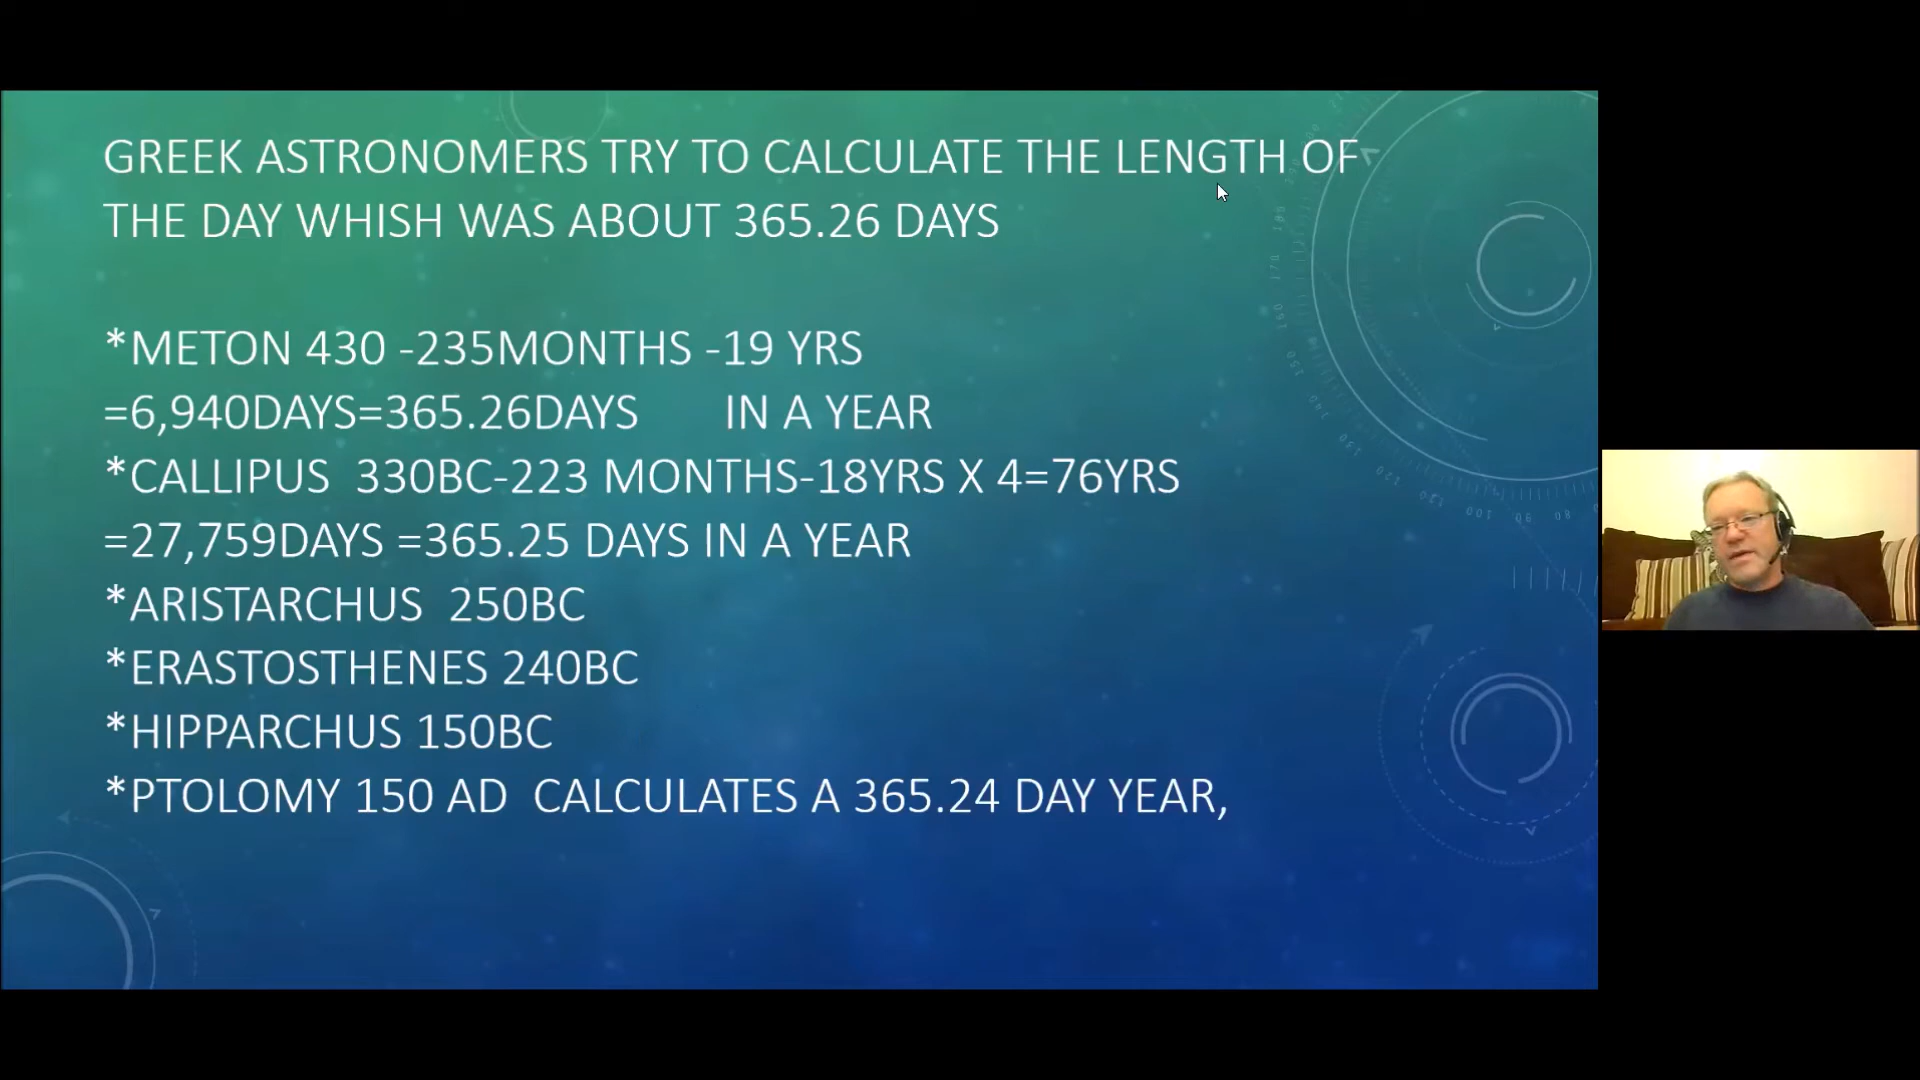 GREEK ASTRONOMERS TRY TO CALCULATE THE LENGTH OF
THE DAY WHISH WAS ABOUT 365.26 DAYS
*METON 430 -235MONTHS -19 YRS
=6,940DAYS=365.26DAYS IN A YEAR
*CALLIPUS 330BC-223 MONTHS-18YRS X 4=76YRS
=27,759DAYS =365.25 DAYS IN A YEAR
*ARISTARCHUS 250BC
*ERASTOSTHENES 240BC
*HIPPARCHUS 150BC
*PTOLOMY 150 AD CALCULATES A 365.24 DAY YEAR,